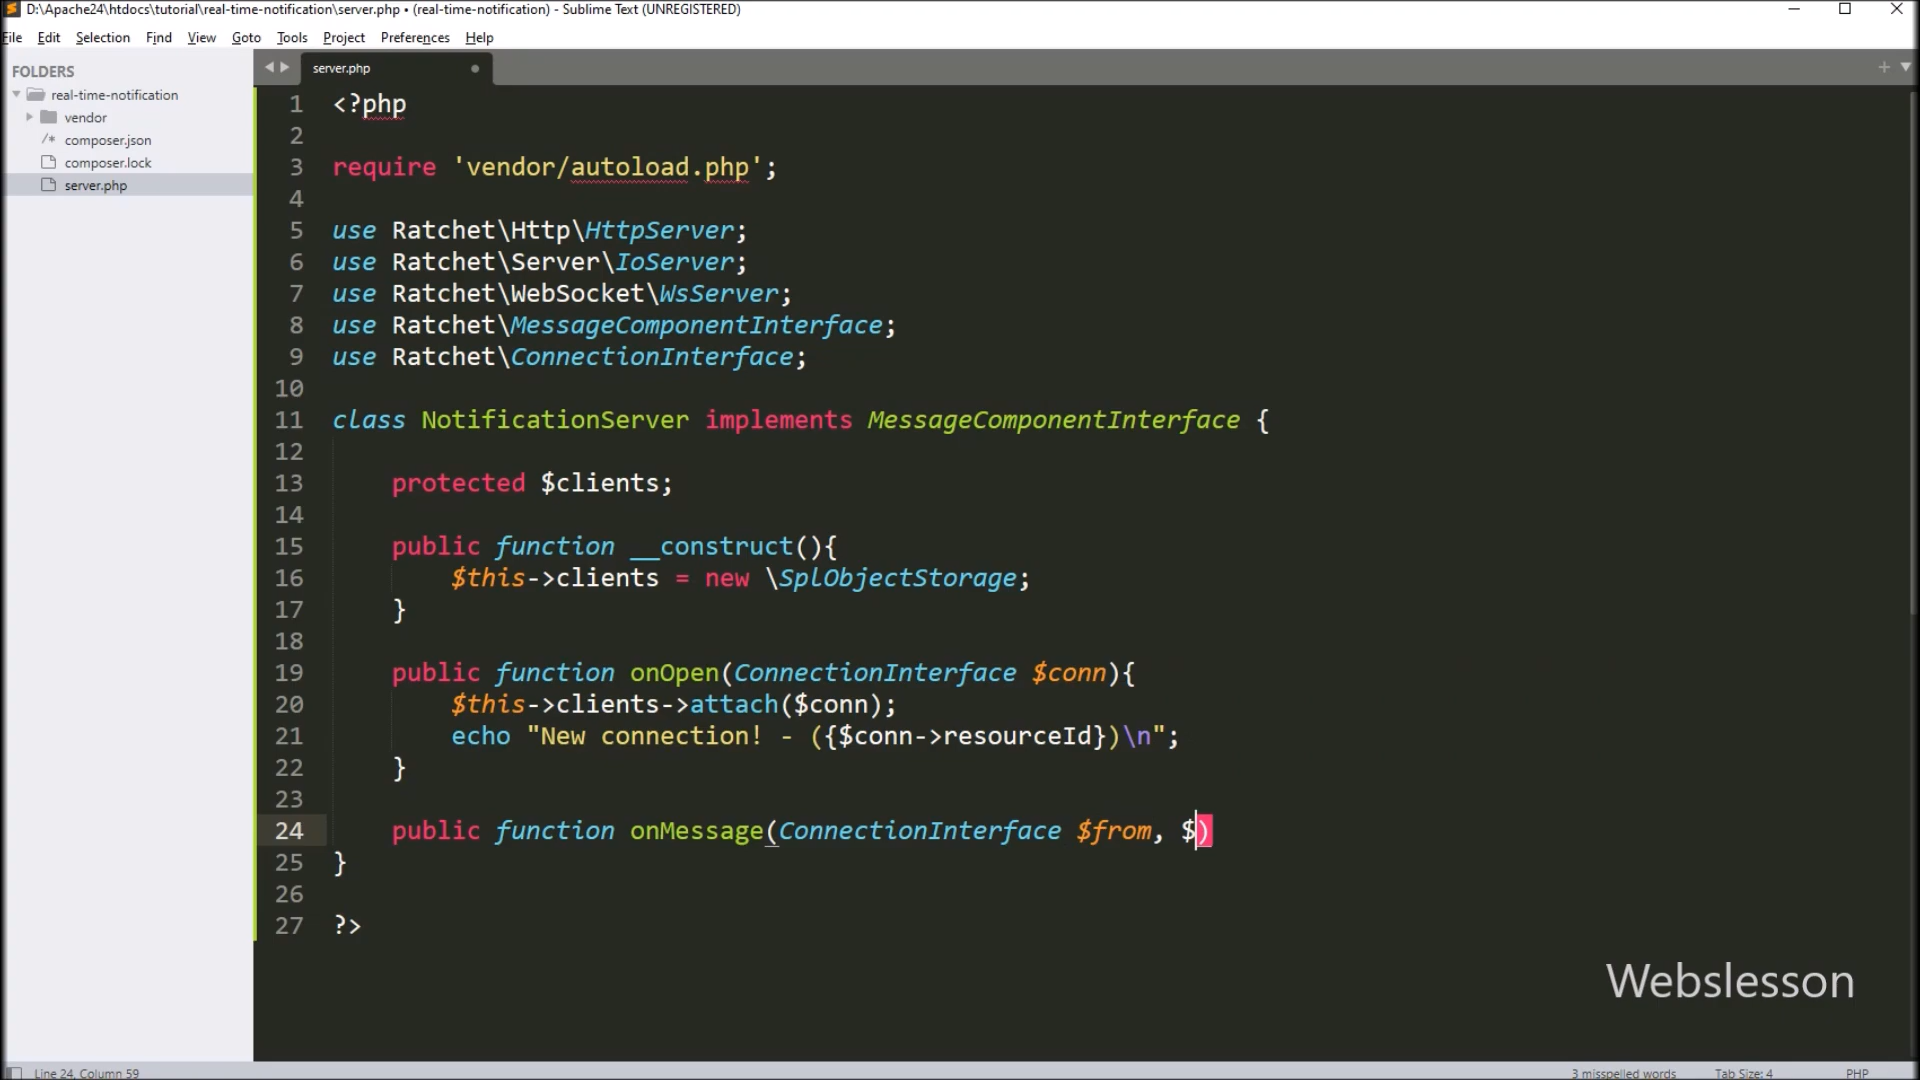 D:\Apache24\htdocs\tutorial\real-time-notification\server.php • (real-time-notification) - Sublime Text (UNREGISTERED)
File Edit Selection Find View Goto Tools Project Preferences Help
FOLDERS
real-time-notification
vendor
/* composer.json
composer.lock
server.php
server.php
1 <?php
2
3 require 'vendor/autoload.php';
4
5 use Ratchet\Http\HttpServer;
6 use Ratchet\Server\IoServer;
7 use Ratchet\WebSocket\WsServer;
8 use Ratchet\MessageComponentInterface;
9 use Ratchet\ConnectionInterface;
10
11 class NotificationServer implements MessageComponentInterface {
12
13 protected $clients;
14
15 public function __construct(){
16 $this->clients = new \SplObjectStorage;
17 }
18
19 public function onOpen(ConnectionInterface $conn){
20 $this->clients->attach($conn);
21 echo "New connection! - ({$conn->resourceId})\n";
22 }
23
24 public function onMessage(ConnectionInterface $from, $)
25 }
26
27 ?>
Webslesson
Line 24, Column 59
3 misspelled words
Tab Size: 4
PHP